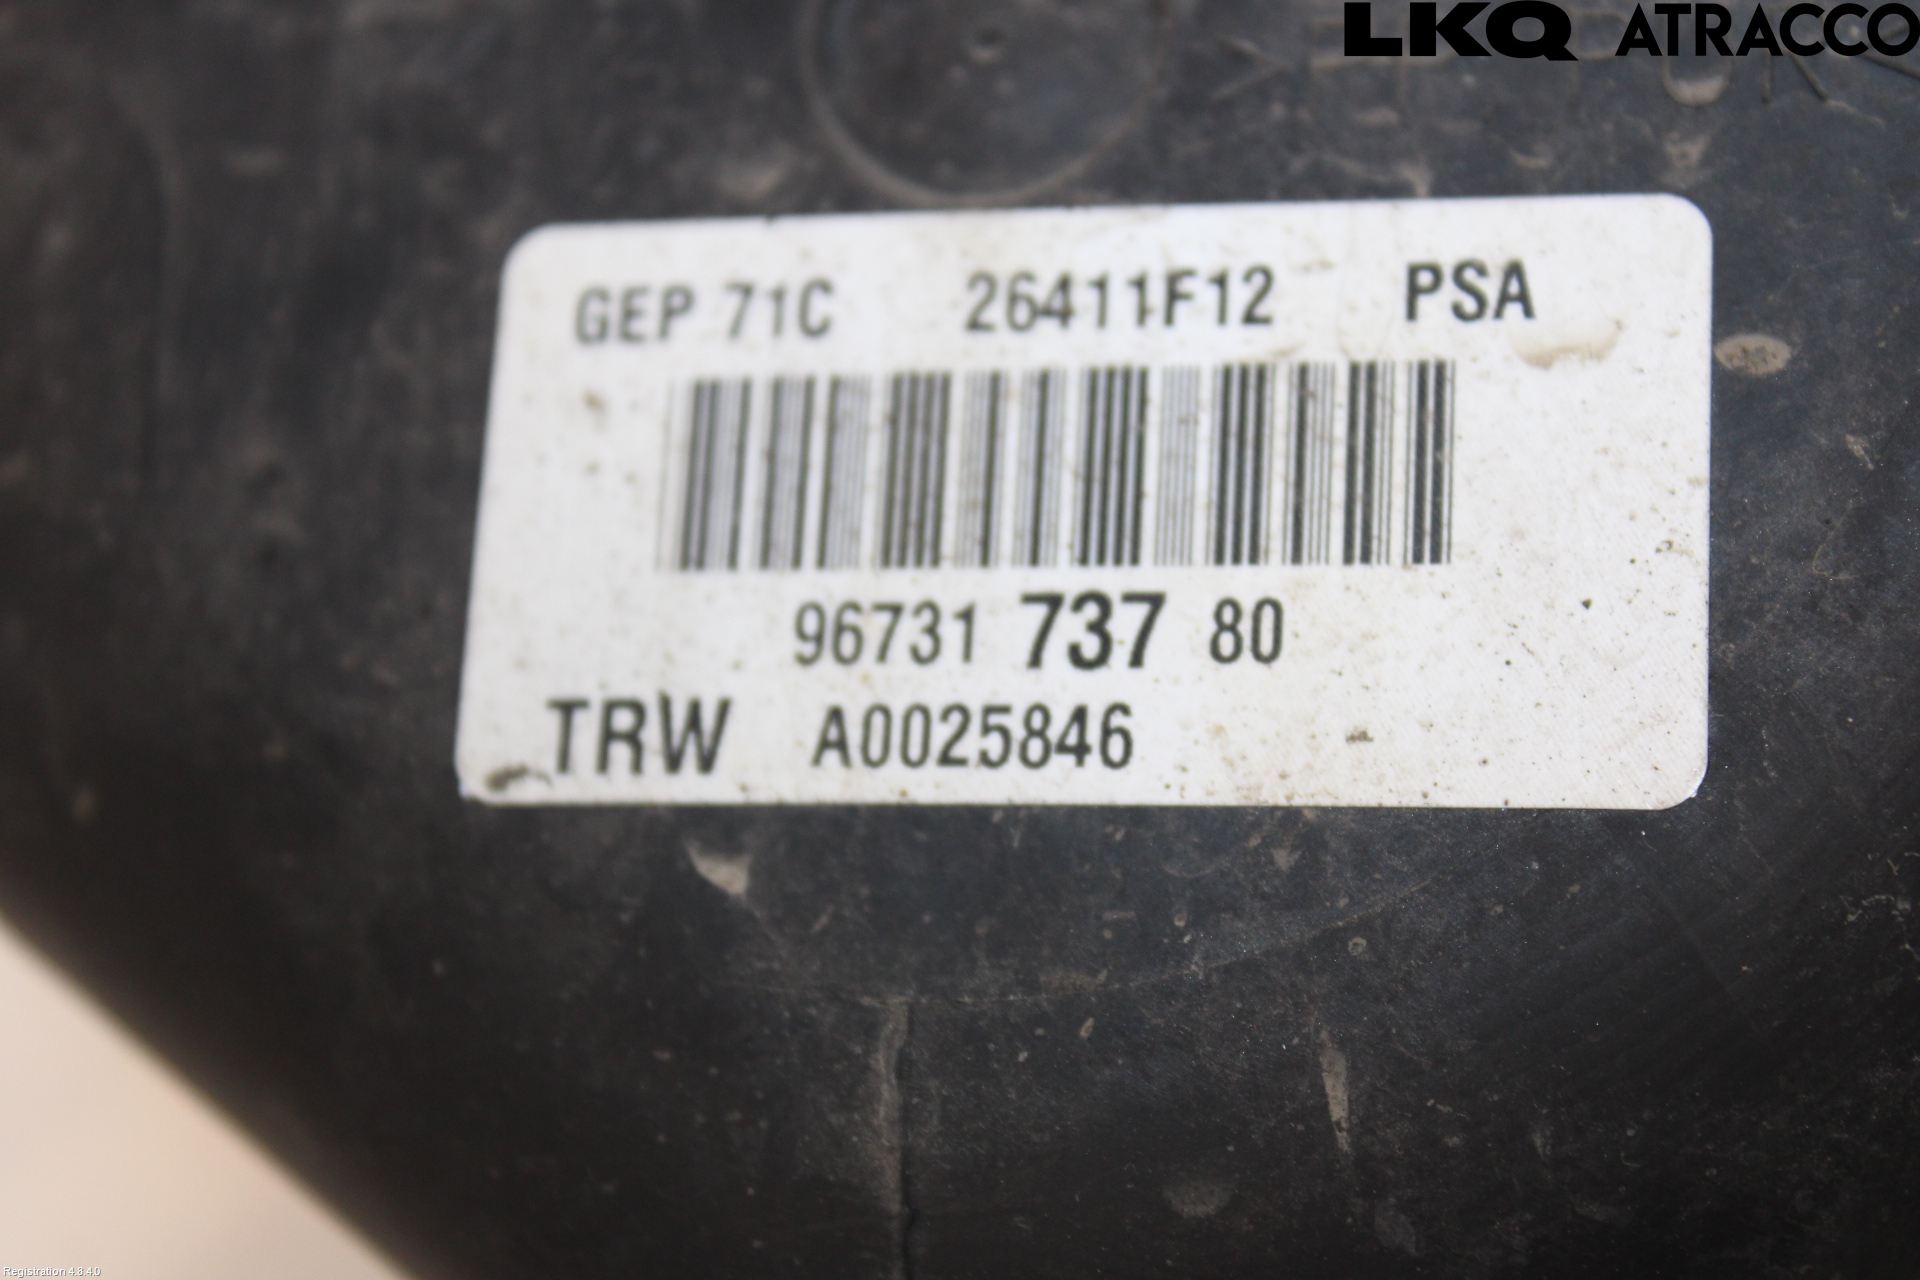 LKQ ATRACCO
GEP 71C 26411F12 PSA
96731 737 80
TRW A0025846
Registration 4.8.4.0